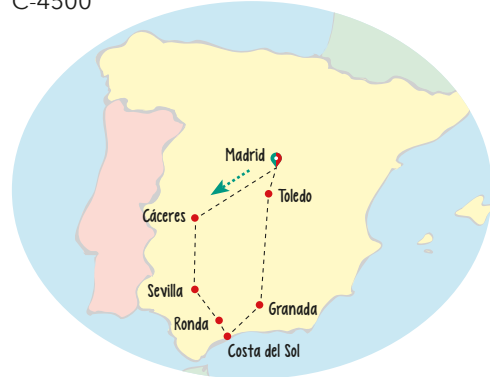 C-4500
Madrid
Toledo
Cáceres
Sevilla
Granada
Ronda
Costa del Sol